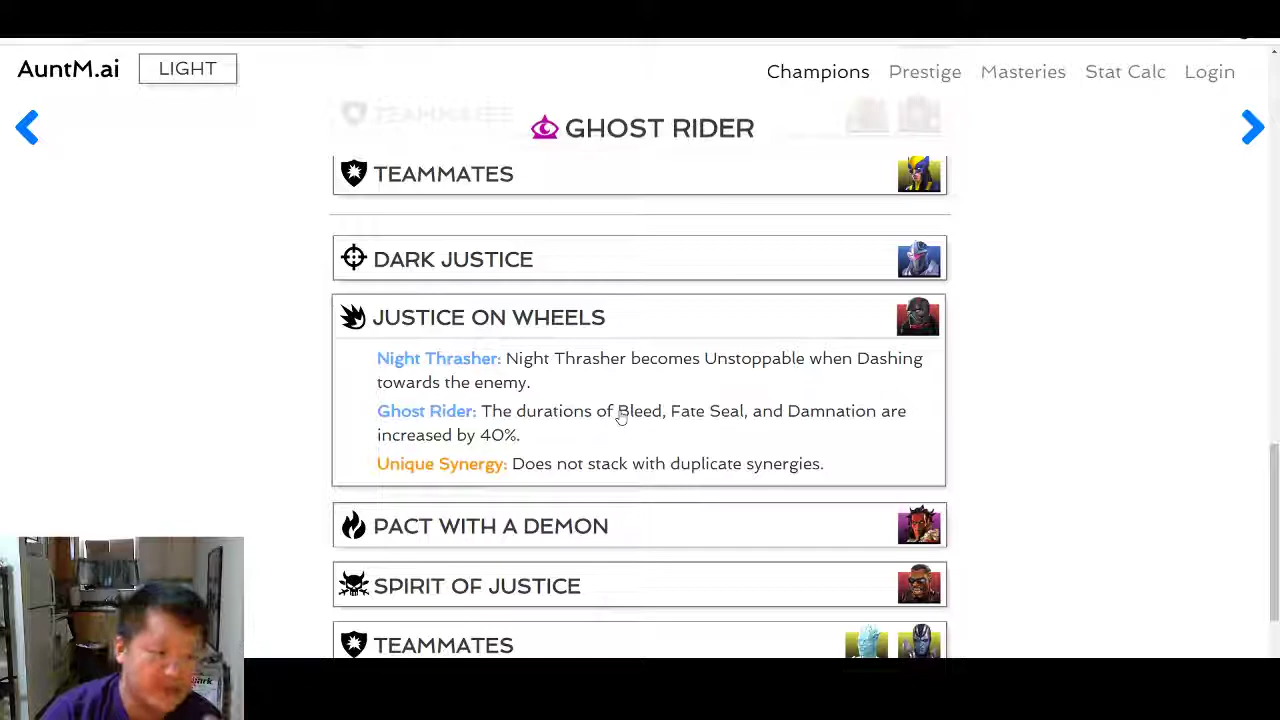 AuntM.ai LIGHT Champions Prestige Masteries Stat Calc Login
TEAMMATES
GHOST RIDER
TEAMMATES
DARK JUSTICE
JUSTICE ON WHEELS
Night Thrasher: Night Thrasher becomes Unstoppable when Dashing
towards the enemy.
Ghost Rider: The durations of Bleed, Fate Seal, and Damnation are
increased by 40%.
Unique Synergy: Does not stack with duplicate synergies.
PACT WITH A DEMON
SPIRIT OF JUSTICE
TEAMMATES